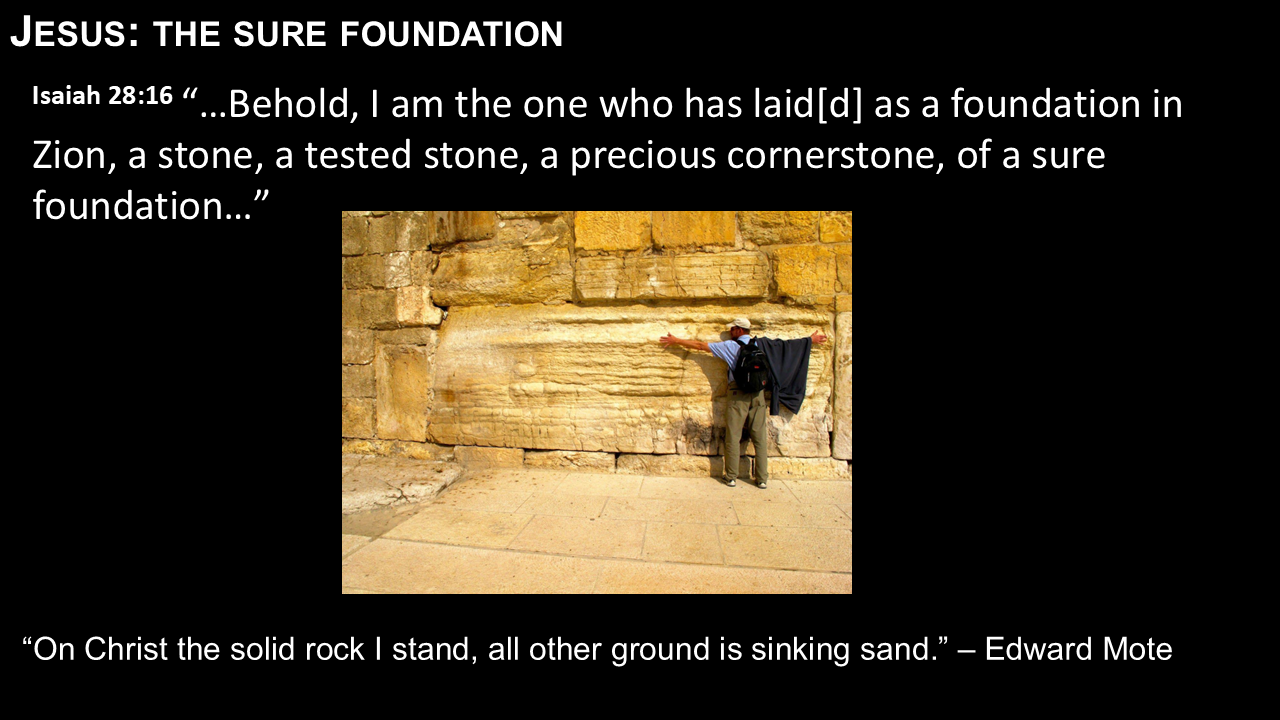 JESUS: THE SURE FOUNDATION
Isaiah 28:16 “…Behold, I am the one who has laid[d] as a foundation in
Zion, a stone, a tested stone, a precious cornerstone, of a sure
foundation…”
“On Christ the solid rock I stand, all other ground is sinking sand.” – Edward Mote